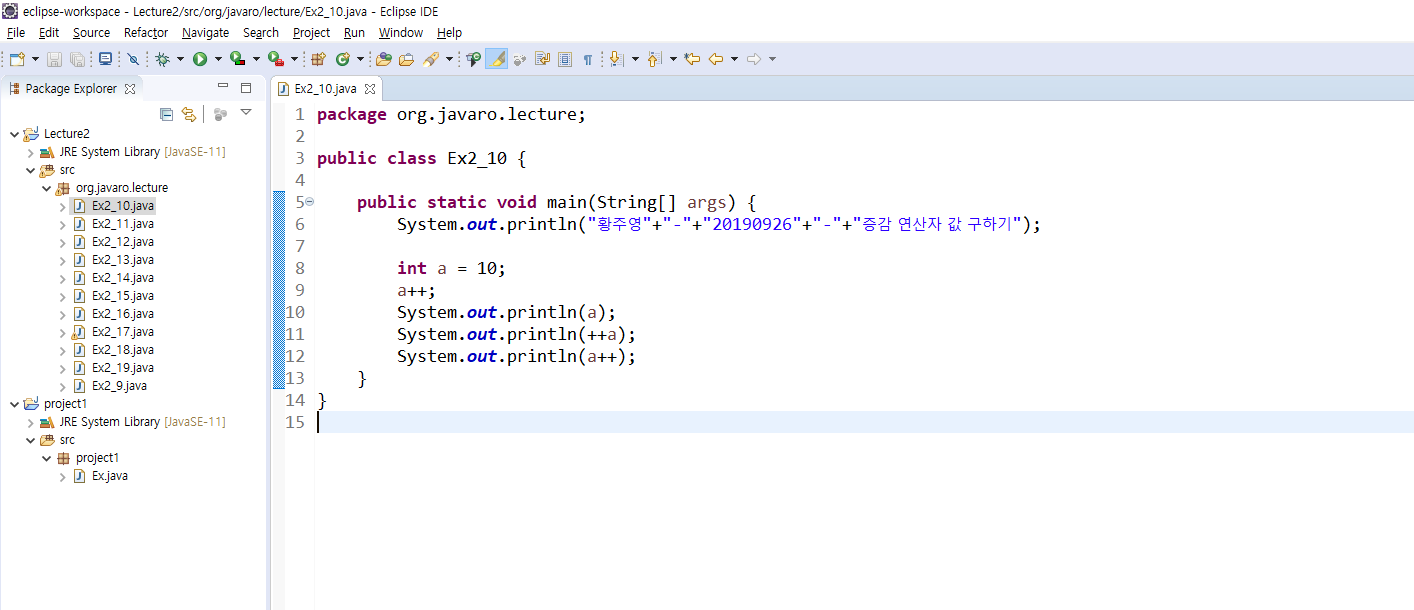 eclipse-workspace - Lecture2/src/org/javaro/lecture/Ex2_10.java - Eclipse IDE
File Edit Source Refactor Navigate Search Project Run Window Help
Package Explorer
Lecture2
JRE System Library [JavaSE-11]
src
org.javaro.lecture
Ex2_10.java
Ex2_11.java
Ex2_12.java
Ex2_13.java
Ex2_14.java
Ex2_15.java
Ex2_16.java
Ex2_17.java
Ex2_18.java
Ex2_19.java
Ex2_9.java
project1
JRE System Library [JavaSE-11]
src
project1
Ex.java
Ex2_10.java
1 package org.javaro.lecture;
2
3 public class Ex2_10 {
4
5 public static void main(String[] args) {
6 System.out.println("황주영"+"-"+"20190926"+"-"+"증감 연산자 값 구하기");
7
8 int a = 10;
9 a++;
10 System.out.println(a);
11 System.out.println(++a);
12 System.out.println(a++);
13 }
14 }
15